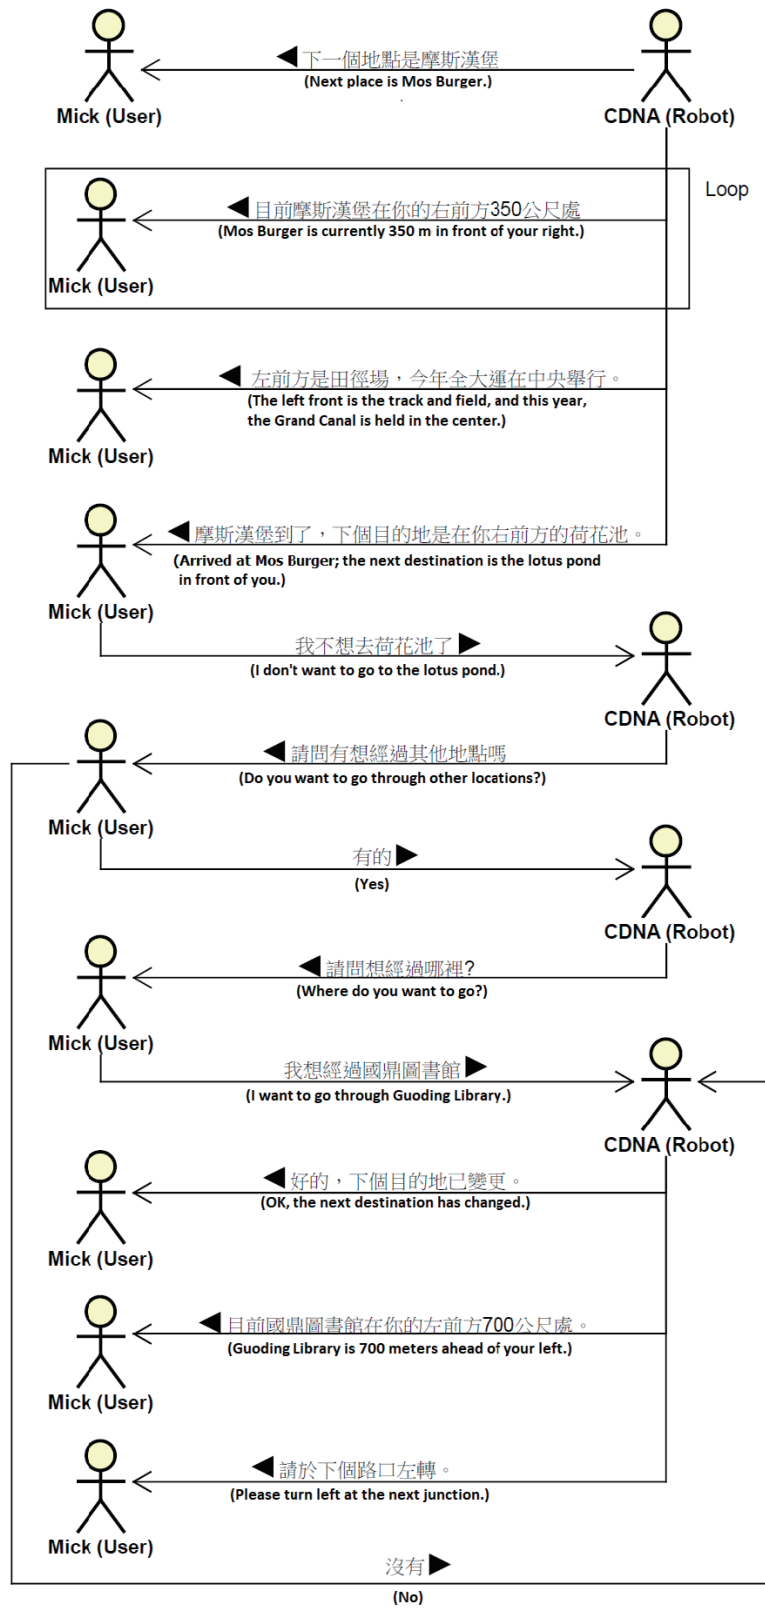 ◀ 下一個地點是摩斯漢堡
(Next place is Mos Burger.)
Mick (User)
CDNA (Robot)
Loop
◀ 目前摩斯漢堡在你的右前方350公尺處
(Mos Burger is currently 350 m in front of your right.)
Mick (User)
◀ 左前方是田徑場，今年全大運在中央舉行。
(The left front is the track and field, and this year,
the Grand Canal is held in the center.)
Mick (User)
◀ 摩斯漢堡到了，下個目的地是在你右前方的荷花池。
(Arrived at Mos Burger; the next destination is the lotus pond
in front of you.)
Mick (User)
我不想去荷花池了 ▶
(I don't want to go to the lotus pond.)
CDNA (Robot)
◀ 請問有想經過其他地點嗎
(Do you want to go through other locations?)
Mick (User)
有的 ▶
(Yes)
CDNA (Robot)
◀ 請問想經過哪裡?
(Where do you want to go?)
Mick (User)
我想經過國鼎圖書館 ▶
(I want to go through Guoding Library.)
CDNA (Robot)
◀ 好的，下個目的地已變更。
(OK, the next destination has changed.)
Mick (User)
◀ 目前國鼎圖書館在你的左前方700公尺處。
(Guoding Library is 700 meters ahead of your left.)
Mick (User)
◀ 請於下個路口左轉。
(Please turn left at the next junction.)
Mick (User)
沒有 ▶
(No)